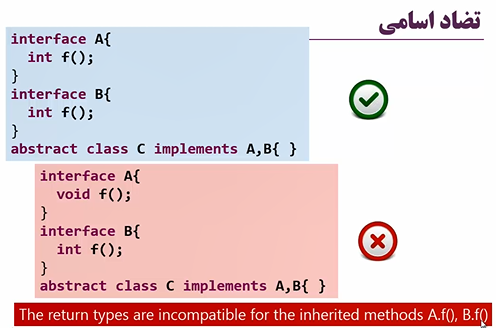 تضاد اسامی
interface A{
int f();
}
interface B{
int f();
}
abstract class C implements A,B{ }
interface A{
void f();
}
interface B{
int f();
}
abstract class C implements A,B{ }
The return types are incompatible for the inherited methods A.f(), B.f()